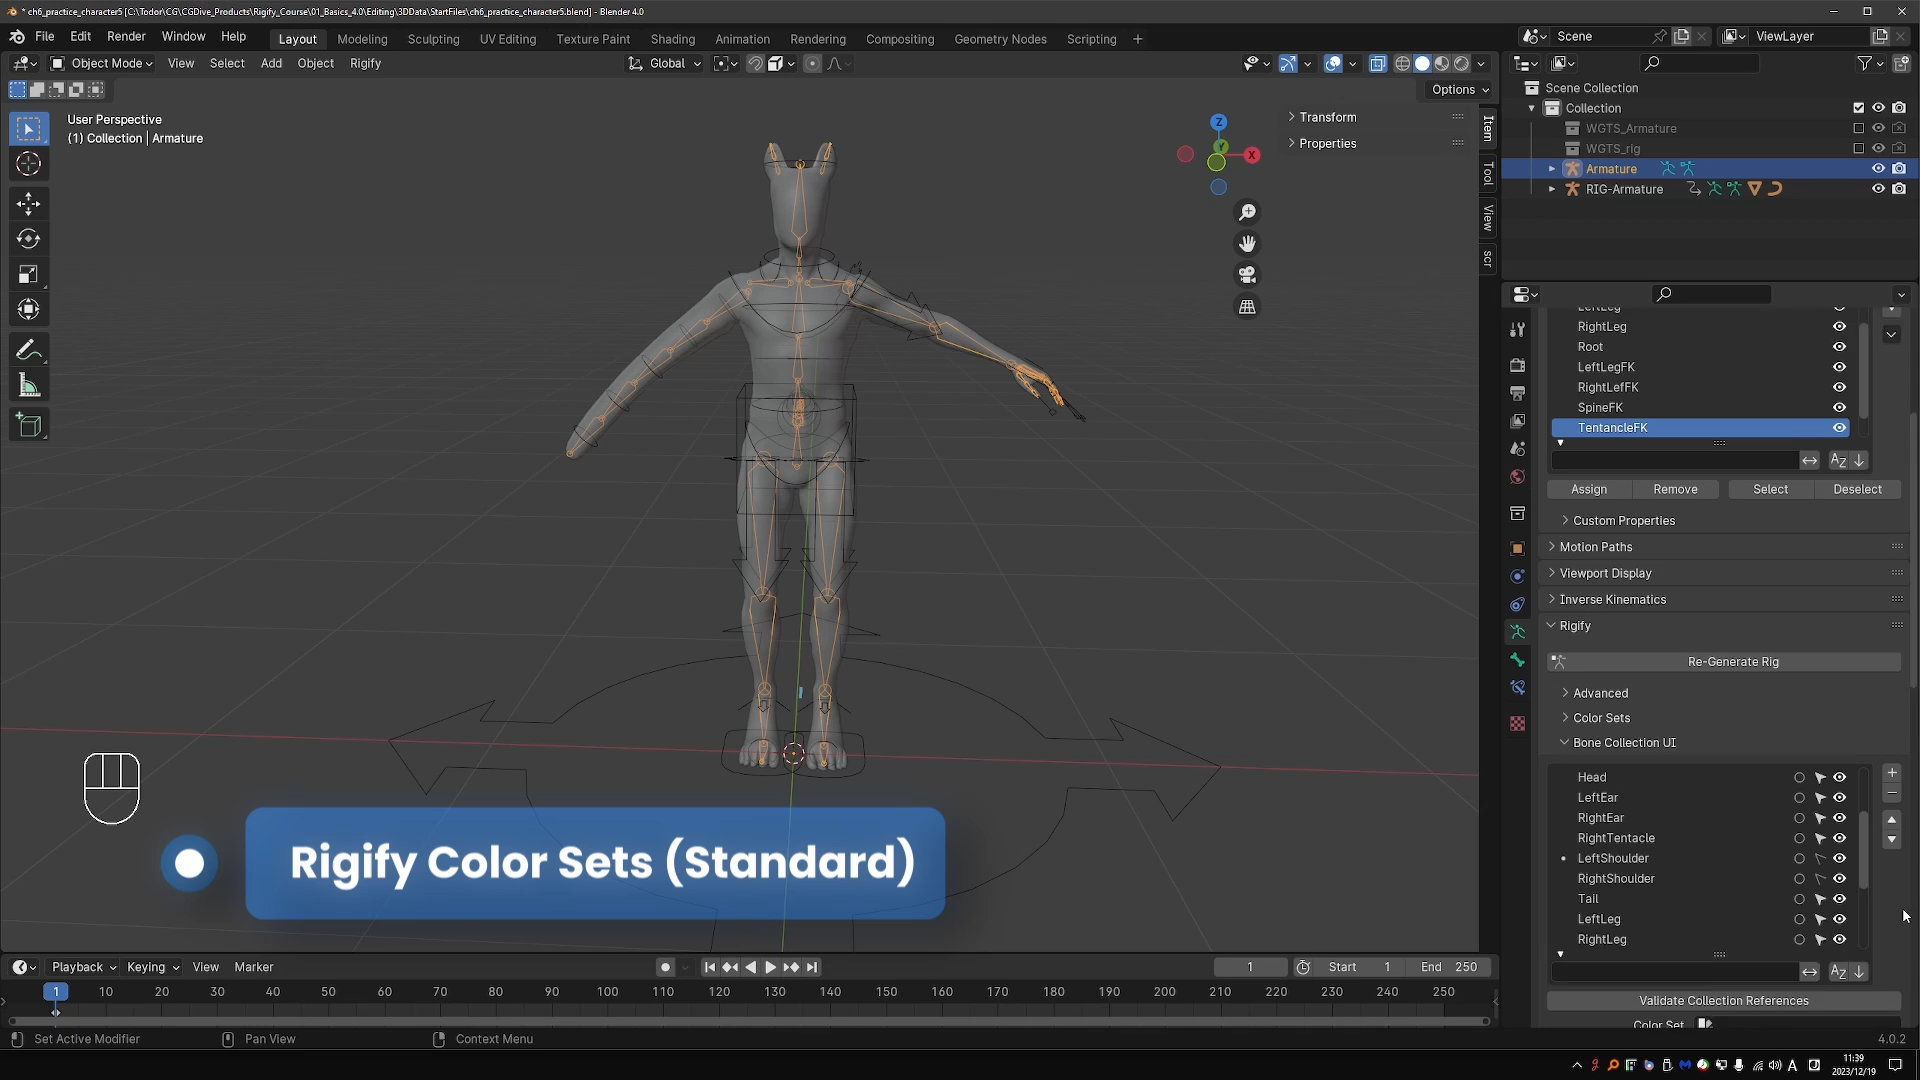 * ch6_practice_character5 [C:\Todor\CG\CGDive_Products\Rigify_Course\01_Basics_4.0\Editing\3DData\StartFiles\ch6_practice_character5.blend] - Blender 4.0
File Edit Render Window Help Layout Modeling Sculpting UV Editing Texture Paint Shading Animation Rendering Compositing Geometry Nodes Scripting + Scene ViewLayer
Object Mode View Select Add Object Rigify Global
Options
User Perspective
(1) Collection | Armature
Z
Y
X
Transform
Properties
Item
Tool
View
scr
Scene Collection
Collection
WGTS_Armature
WGTS_rig
Armature
RIG-Armature
LeftLeg
RightLeg
Root
LeftLegFK
RightLefFK
SpineFK
TentancleFK
Assign Remove Select Deselect
Custom Properties
Motion Paths
Viewport Display
Inverse Kinematics
Rigify
Re-Generate Rig
Advanced
Color Sets
Bone Collection UI
Head
LeftEar
RightEar
RightTentacle
LeftShoulder
RightShoulder
Tail
LeftLeg
RightLeg
Validate Collection References
Color Set
Rigify Color Sets (Standard)
Playback Keying View Marker 1 Start 1 End 250
1 10 20 30 40 50 60 70 80 90 100 110 120 130 140 150 160 170 180 190 200 210 220 230 240 250
Set Active Modifier Pan View Context Menu 4.0.2
A 11:39
2023/12/19